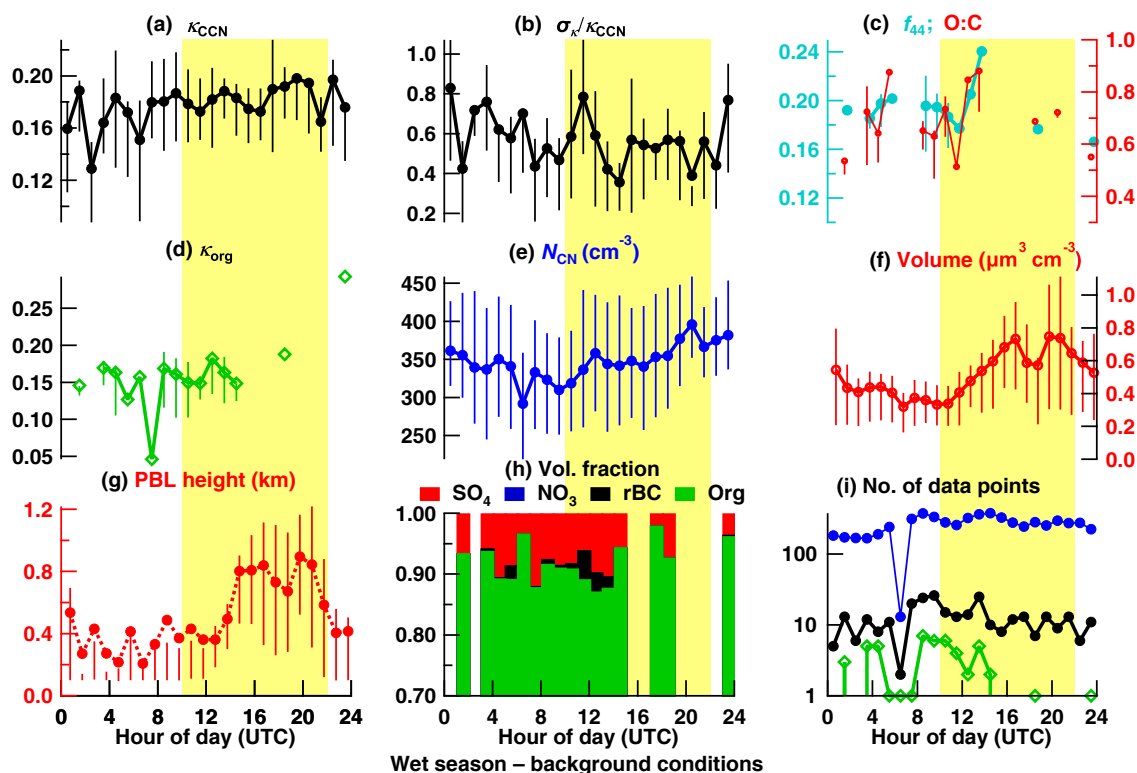 (a) κCCN
(b) σκ/κCCN
(c) f44; O:C
0.20
0.16
0.12
1.0
0.8
0.6
0.4
0.2
0.24
0.20
0.16
0.12
1.0
0.8
0.6
0.4
(d) κorg
(e) NCN (cm-3)
(f) Volume (µm3 cm-3)
0.25
0.20
0.15
0.10
0.05
450
400
350
300
250
1.0
0.8
0.6
0.4
0.2
0.0
(g) PBL height (km)
(h) Vol. fraction
SO4 NO3 rBC Org
(i) No. of data points
1.2
0.8
0.4
0.0
1.00
0.90
0.80
0.70
100
10
1
0 4 8 12 16 20 24
0 4 8 12 16 20 24
0 4 8 12 16 20 24
Hour of day (UTC)
Hour of day (UTC)
Hour of day (UTC)
Wet season – background conditions